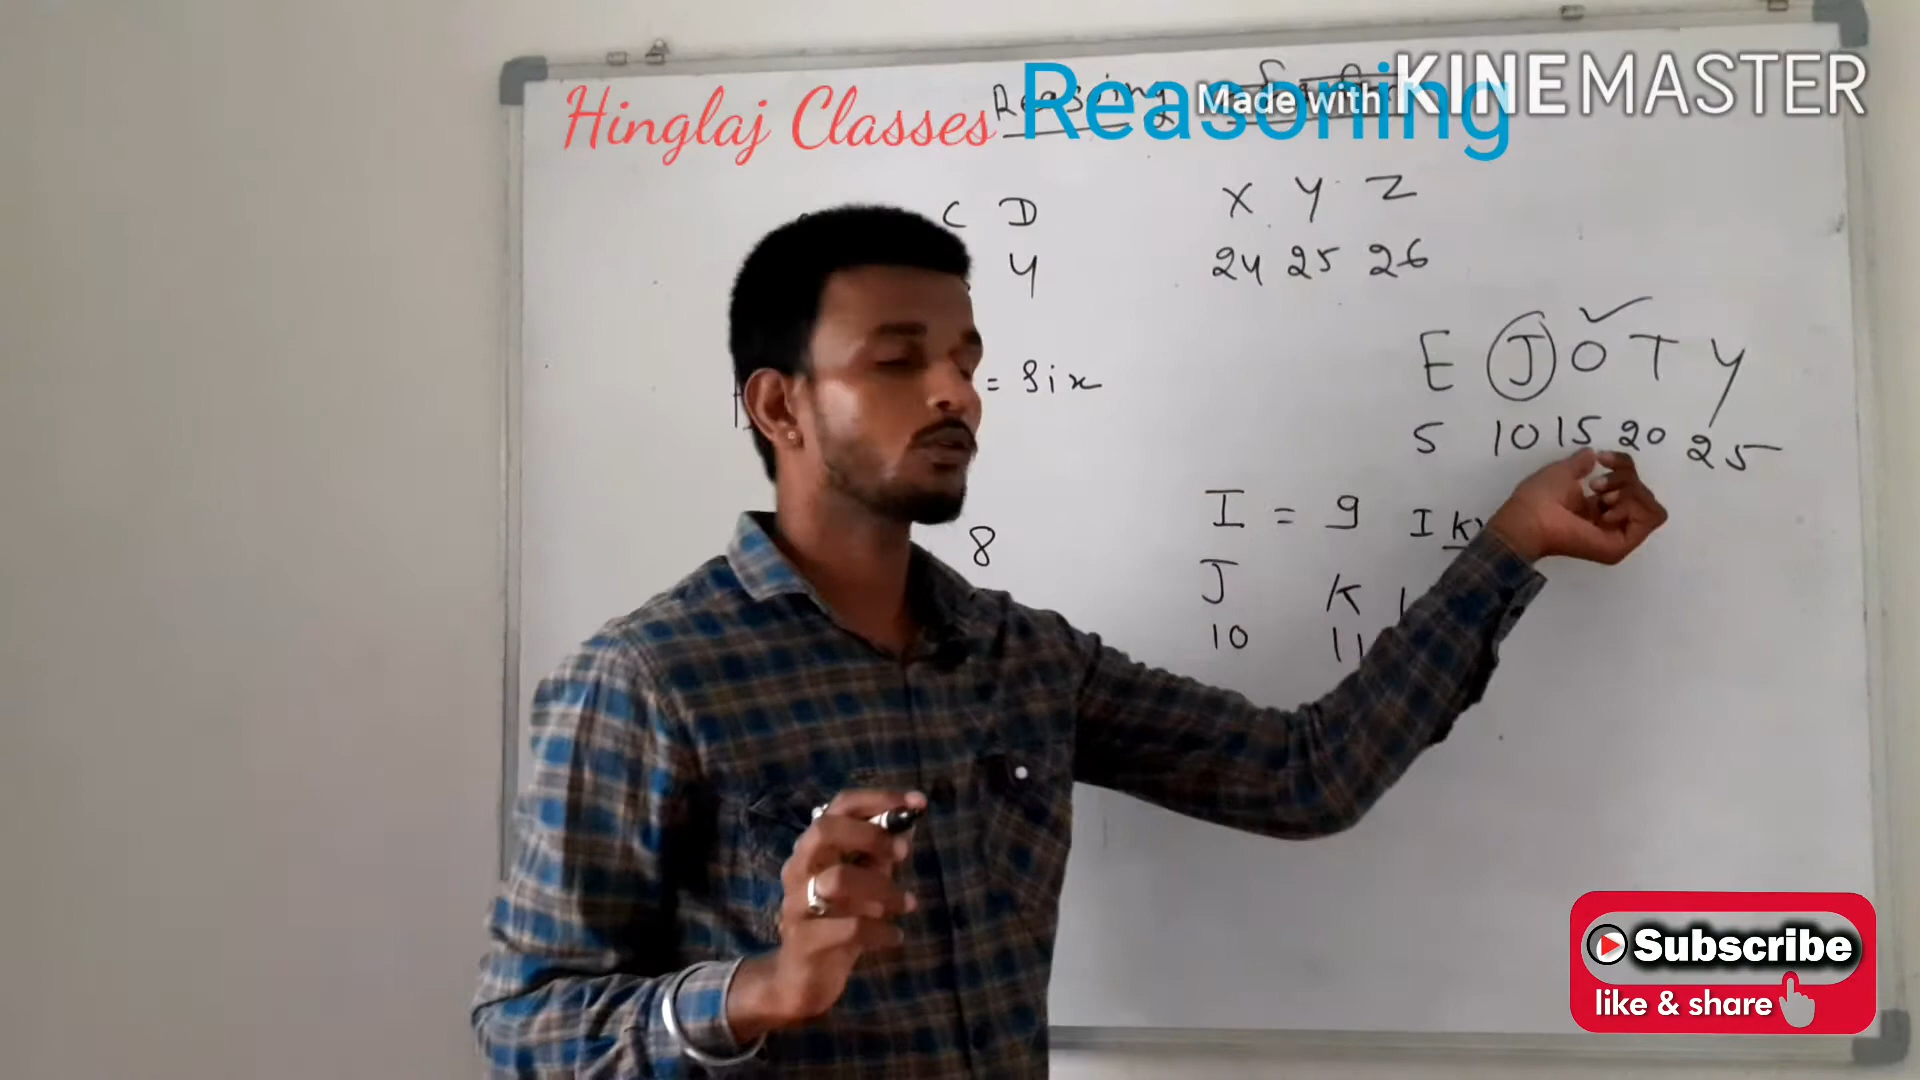 Hinglaj Classes
Reasoning
Made with KINEMASTER
Reasoning
C D
4
X Y Z
24 25 26
= Six
E J O T Y
5 10 15 20 25
8
I = 9
I K
J K
10 11
Subscribe
like & share